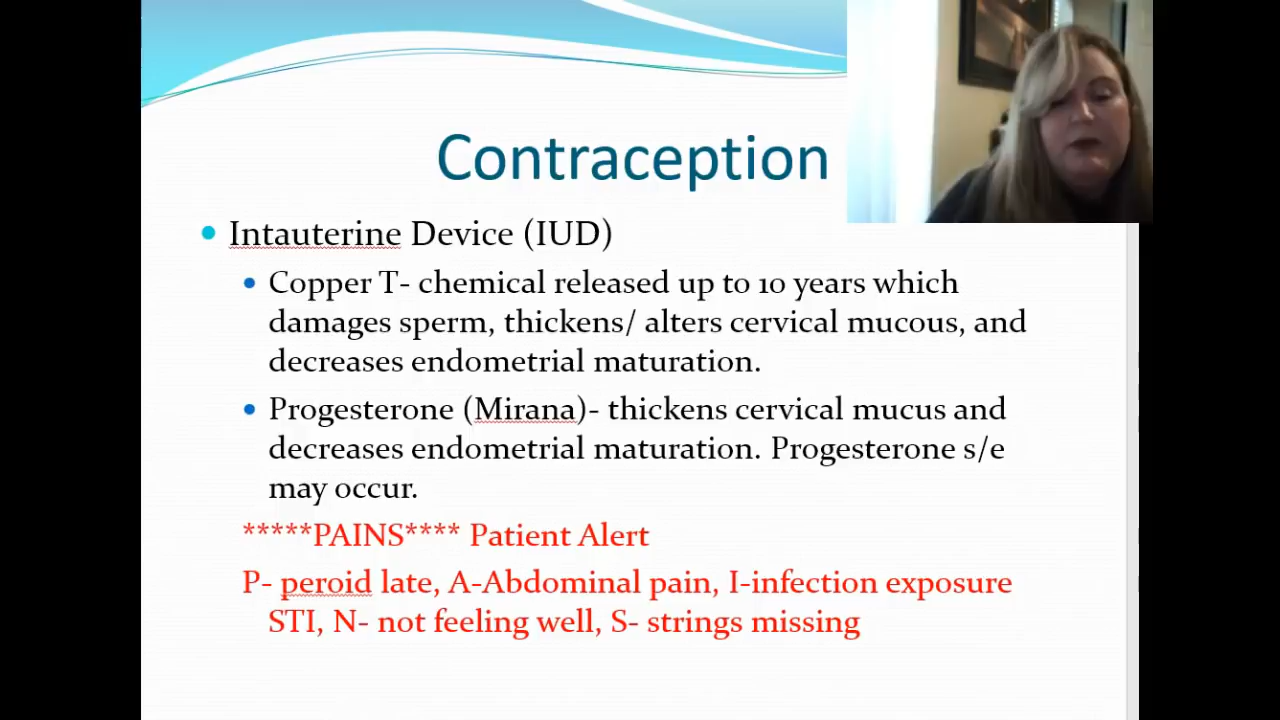 Contraception
Intauterine Device (IUD)
Copper T- chemical released up to 10 years which
damages sperm, thickens/ alters cervical mucous, and
decreases endometrial maturation.
Progesterone (Mirana)- thickens cervical mucus and
decreases endometrial maturation. Progesterone s/e
may occur.
*****PAINS**** Patient Alert
P- peroid late, A-Abdominal pain, I-infection exposure
STI, N- not feeling well, S- strings missing